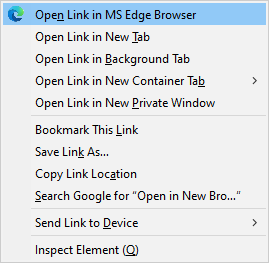 Open Link in MS Edge Browser
Open Link in New Tab
Open Link in Background Tab
Open Link in New Container Tab
Open Link in New Private Window
Bookmark This Link
Save Link As...
Copy Link Location
Search Google for “Open in New Bro...”
Send Link to Device
Inspect Element (Q)